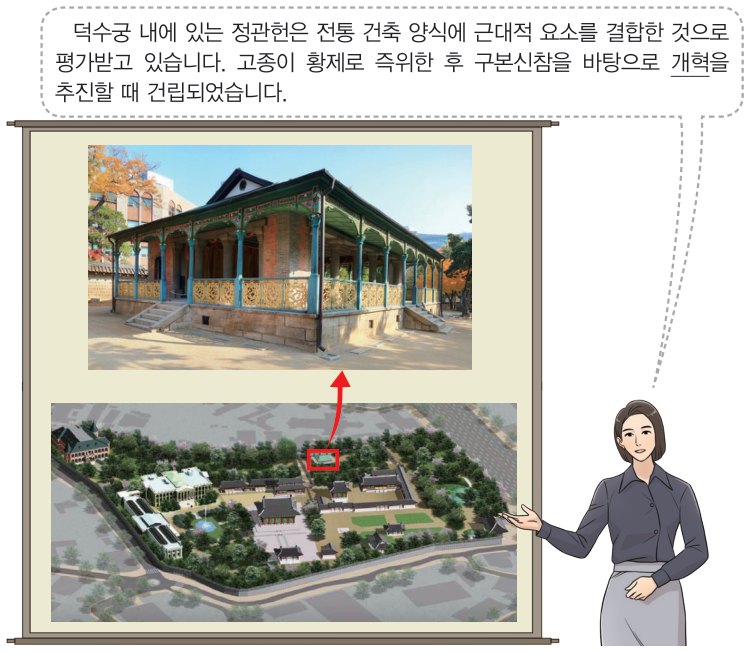 덕수궁 내에 있는 정관헌은 전통 건축 양식에 근대적 요소를 결합한 것으로
평가받고 있습니다. 고종이 황제로 즉위한 후 구본신참을 바탕으로 개혁을
추진할 때 건립되었습니다.